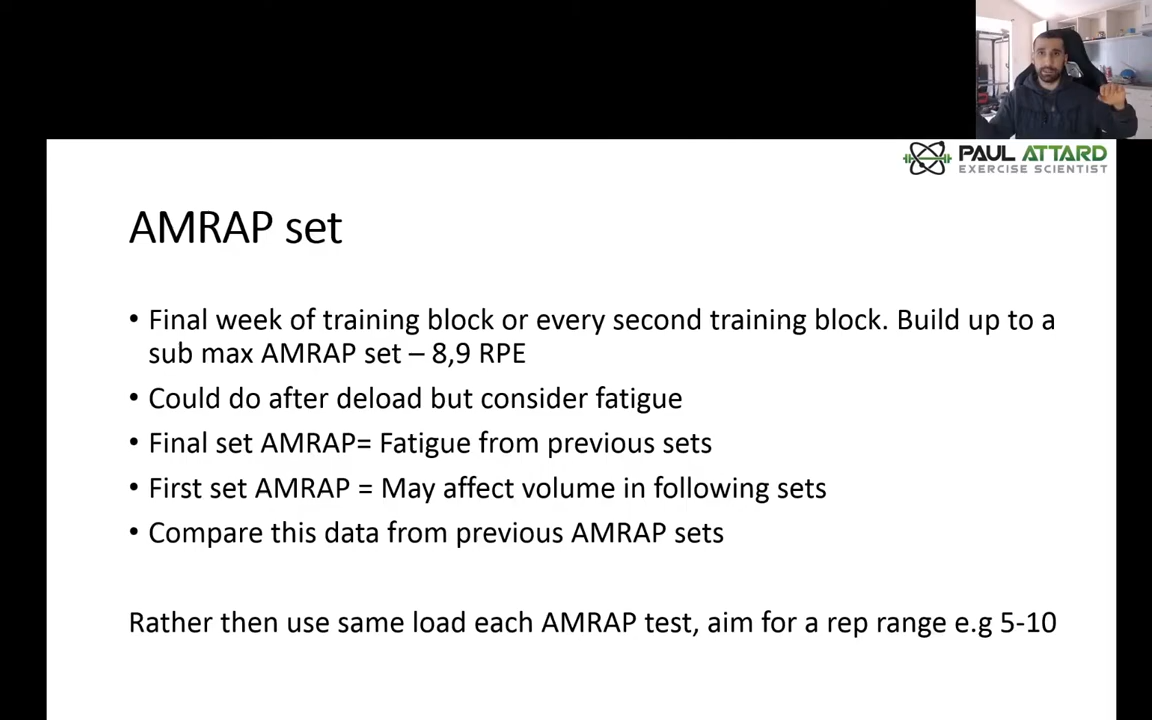 PAUL ATTARD
EXERCISE SCIENTIST
AMRAP set
• Final week of training block or every second training block. Build up to a
sub max AMRAP set – 8,9 RPE
• Could do after deload but consider fatigue
• Final set AMRAP= Fatigue from previous sets
• First set AMRAP = May affect volume in following sets
• Compare this data from previous AMRAP sets
Rather then use same load each AMRAP test, aim for a rep range e.g 5-10